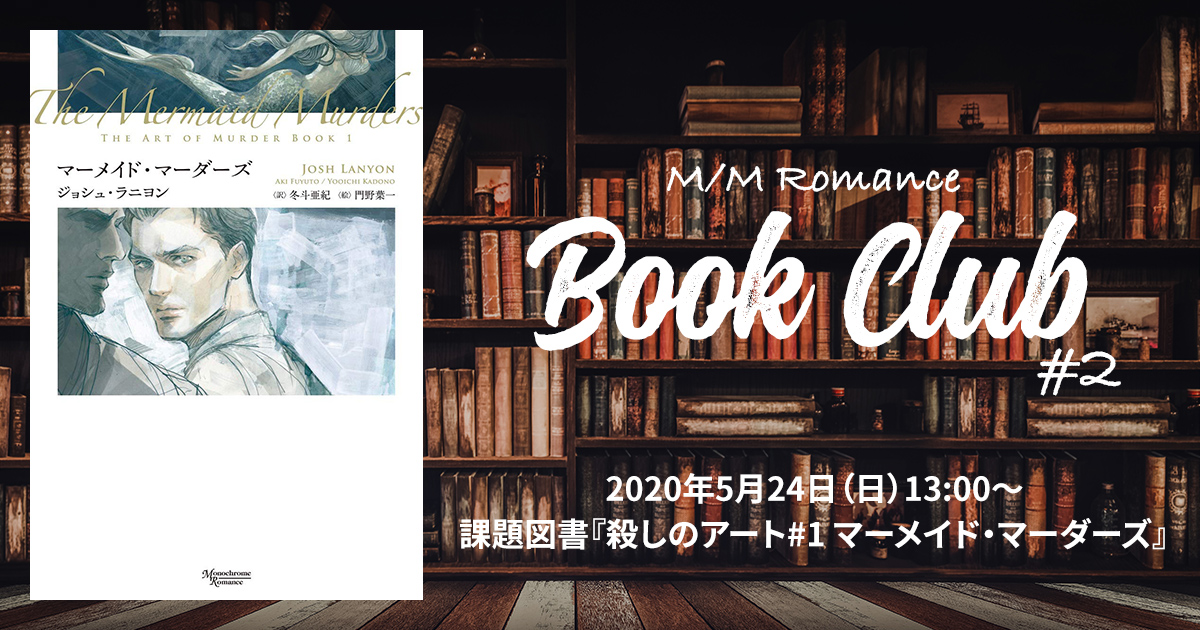 The Mermaid Murders
The Art of Murder Book 1
マーメイド・マーダーズ
ジョシュ・ラニヨン
Josh Lanyon
Aki Fuyuto / Yooichi Kadono
〈訳〉冬斗亜紀 〈絵〉門野葉一
Monochrome
Romance
M/M Romance
Book Club
#2
2020年5月24日（日）13:00～
課題図書『殺しのアート#1 マーメイド・マーダーズ』